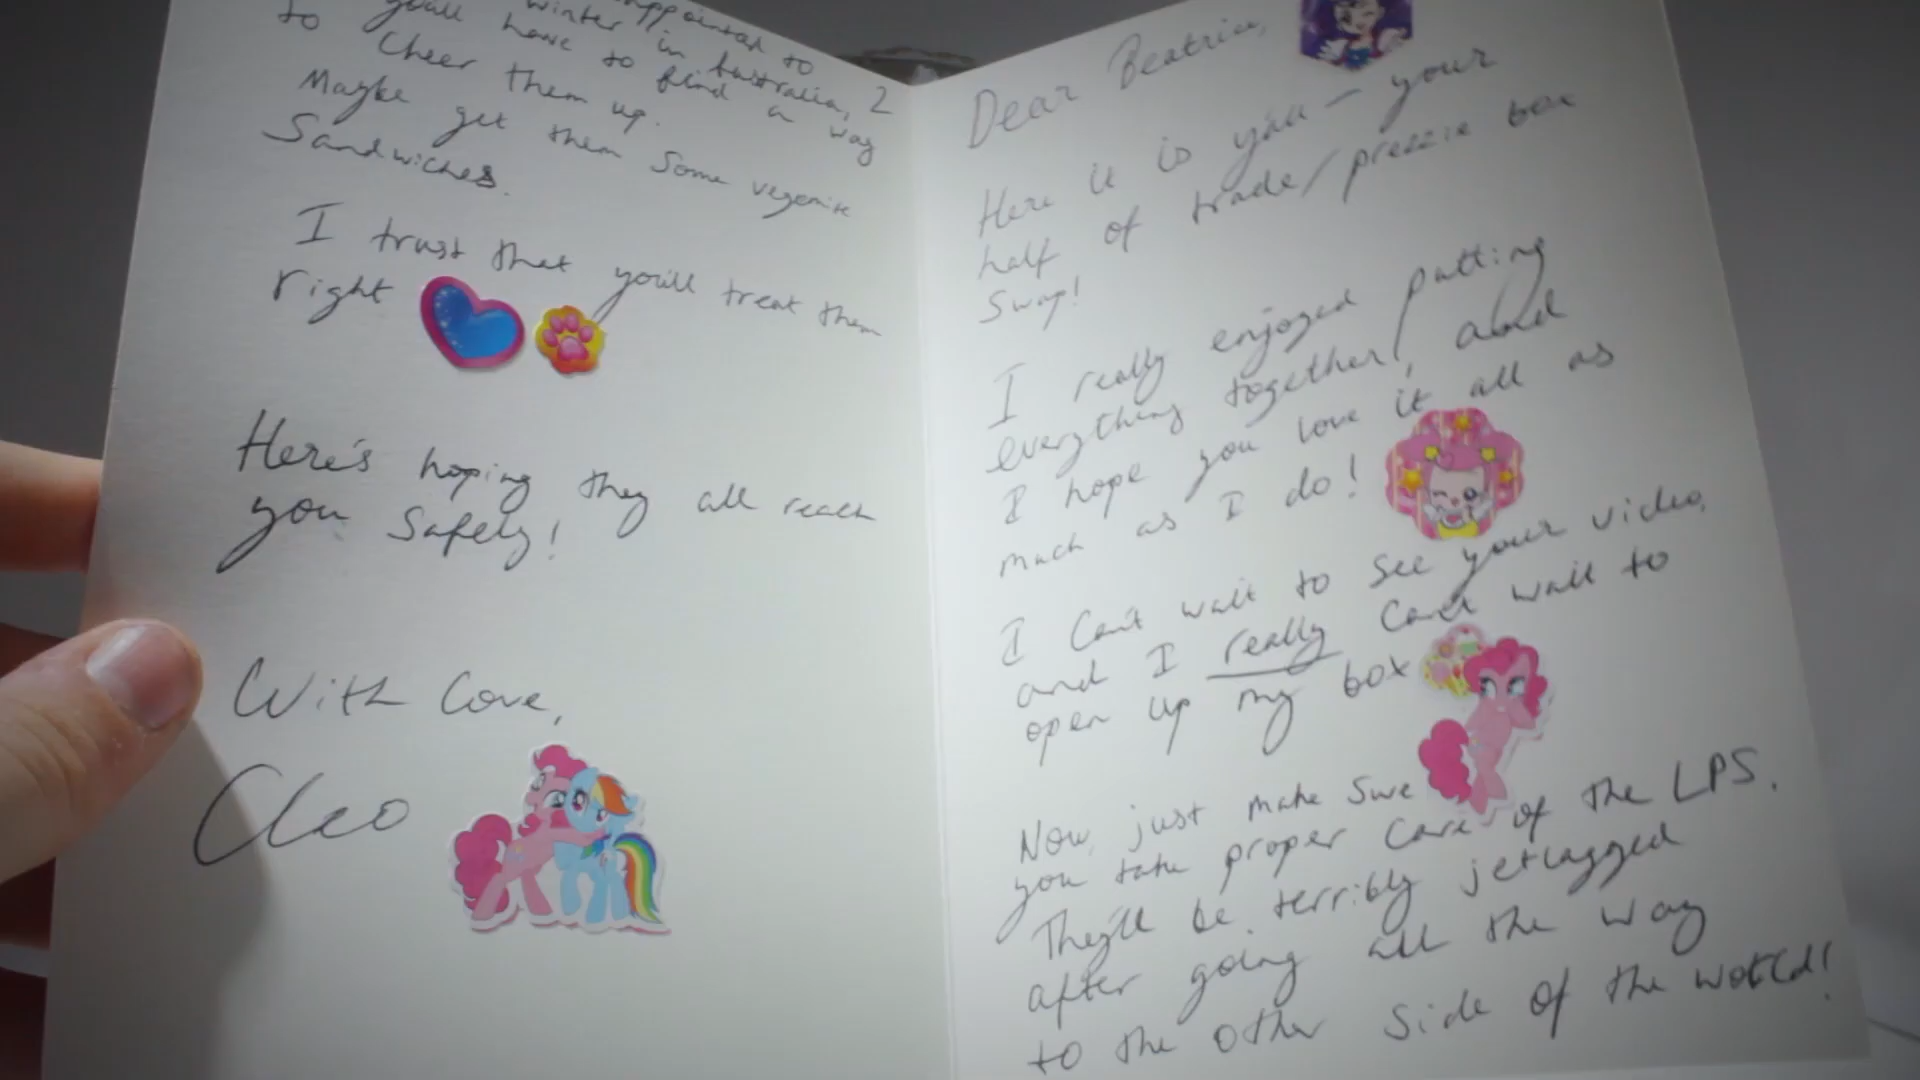 Dear Beatrice,
Here it is you – your
half of trade/prezzie box
Swap!
I really enjoyed putting
everything together, and
I hope you love it all as
much as I do!
I can't wait to see your video,
and I really can't wait to
open up my box
Now, just make sure
you take proper care of the LPS.
They'll be terribly jetlagged
after going all the way
to the other side of the world!
to
winter in Australia, 2
you'll have to find a way
to Cheer them up.
Maybe get them some vegemite
Sandwiches.
I trust that you'll treat them
right
Here's hoping they all reach
you safely!
With Love,
Cleo